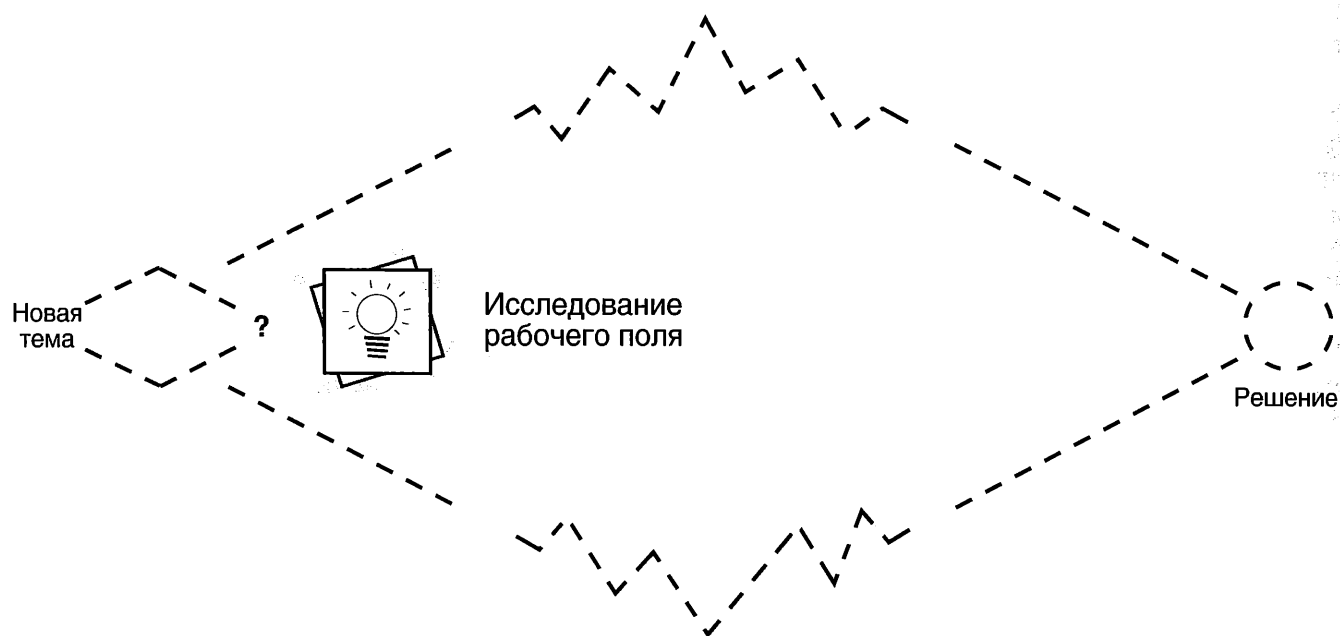 Новая
тема
?
Исследование
рабочего поля
Решение